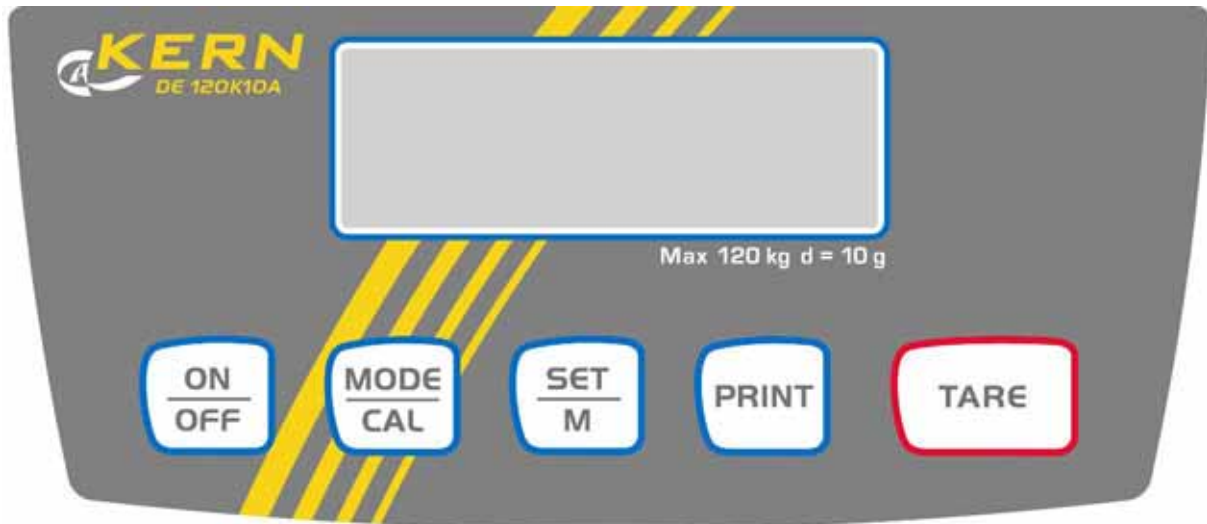 KERN
DE 120K10A
Max 120 kg d = 10 g
ON
OFF
MODE
CAL
SET
M
PRINT
TARE